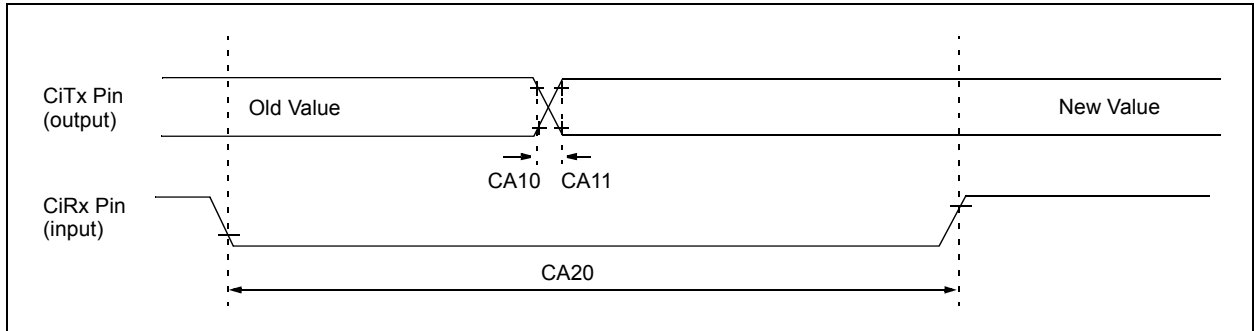 CiTx Pin
(output)
Old Value
New Value
CA10 CA11
CiRx Pin
(input)
CA20